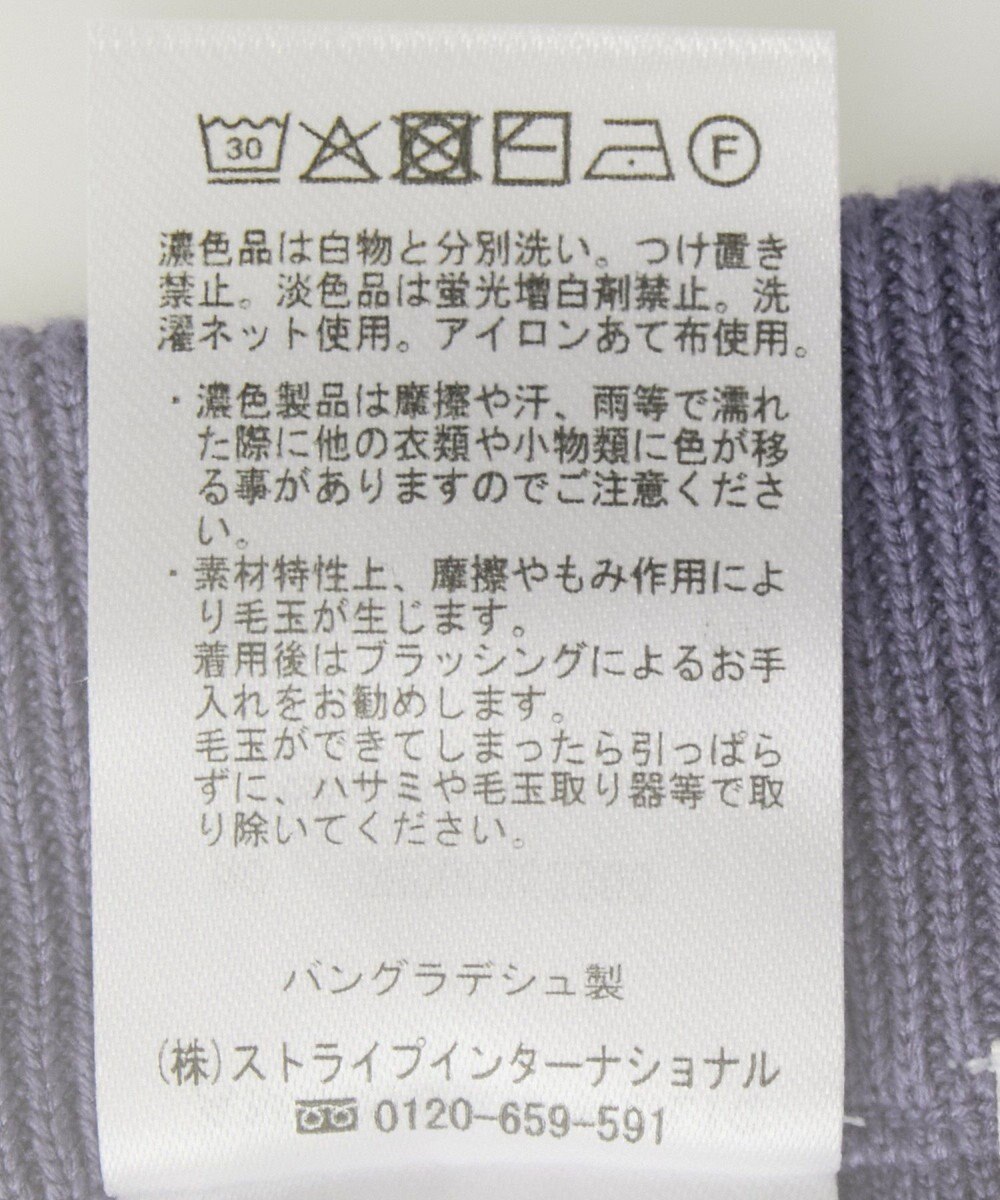 30 F
濃色品は白物と分別洗い。つけ置き
禁止。淡色品は蛍光増白剤禁止。洗
濯ネット使用。アイロンあて布使用。
・濃色製品は摩擦や汗、雨等で濡れ
た際に他の衣類や小物類に色が移
る事がありますのでご注意くださ
い。
・素材特性上、摩擦やもみ作用によ
り毛玉が生じます。
着用後はブラッシングによるお手
入れをお勧めします。
毛玉ができてしまったら引っぱら
ずに、ハサミや毛玉取り器等で取
り除いてください。
バングラデシュ製
(株)ストライプインターナショナル
0120-659-591